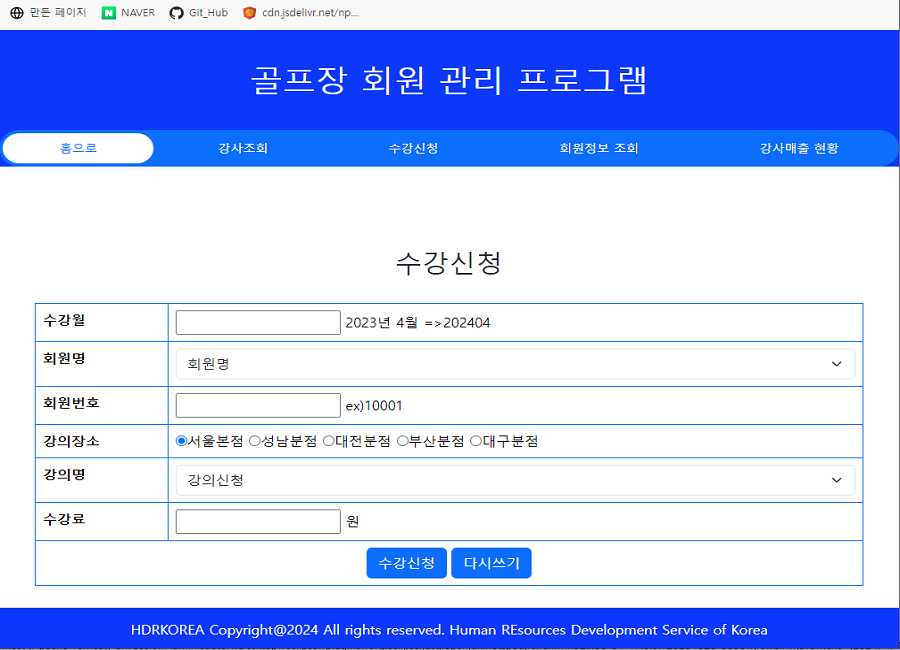 만든 페이지 NAVER Git_Hub cdn.jsdelivr.net/np...
골프장 회원 관리 프로그램
홈으로 강사조회 수강신청 회원정보 조회 강사매출 현황
수강신청
수강월 2023년 4월 =>202404
회원명 회원명
회원번호 ex)10001
강의장소 서울본점 성남분점 대전분점 부산분점 대구분점
강의명 강의신청
수강료 원
수강신청 다시쓰기
HDRKOREA Copyright@2024 All rights reserved. Human REsources Development Service of Korea